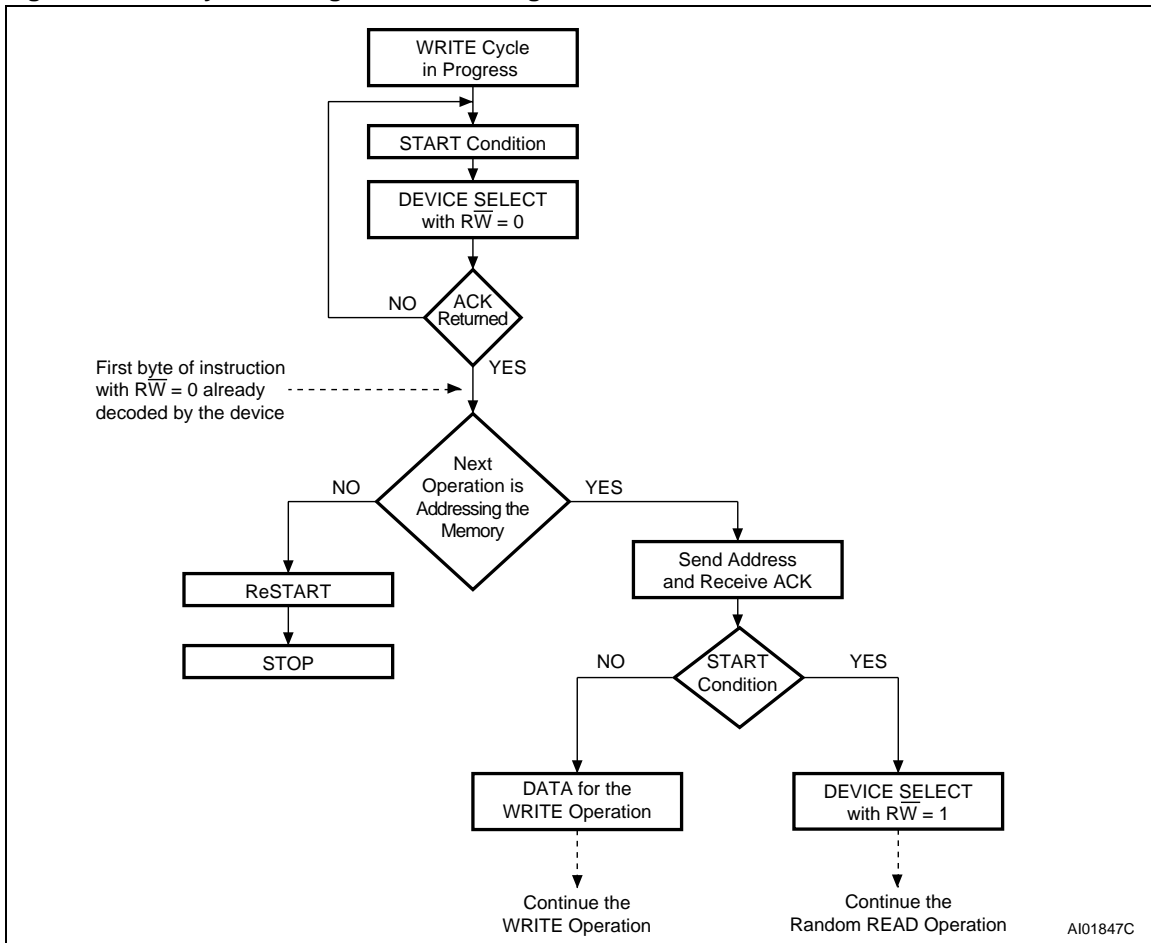 WRITE Cycle
in Progress
START Condition
DEVICE SELECT
with RW̅ = 0
NO
ACK
Returned
YES
First byte of instruction
with RW̅ = 0 already
decoded by the device
NO
Next
Operation is
Addressing the
Memory
YES
Send Address
and Receive ACK
ReSTART
STOP
NO
START
Condition
YES
DATA for the
WRITE Operation
DEVICE SELECT
with RW̅ = 1
Continue the
WRITE Operation
Continue the
Random READ Operation
AI01847C